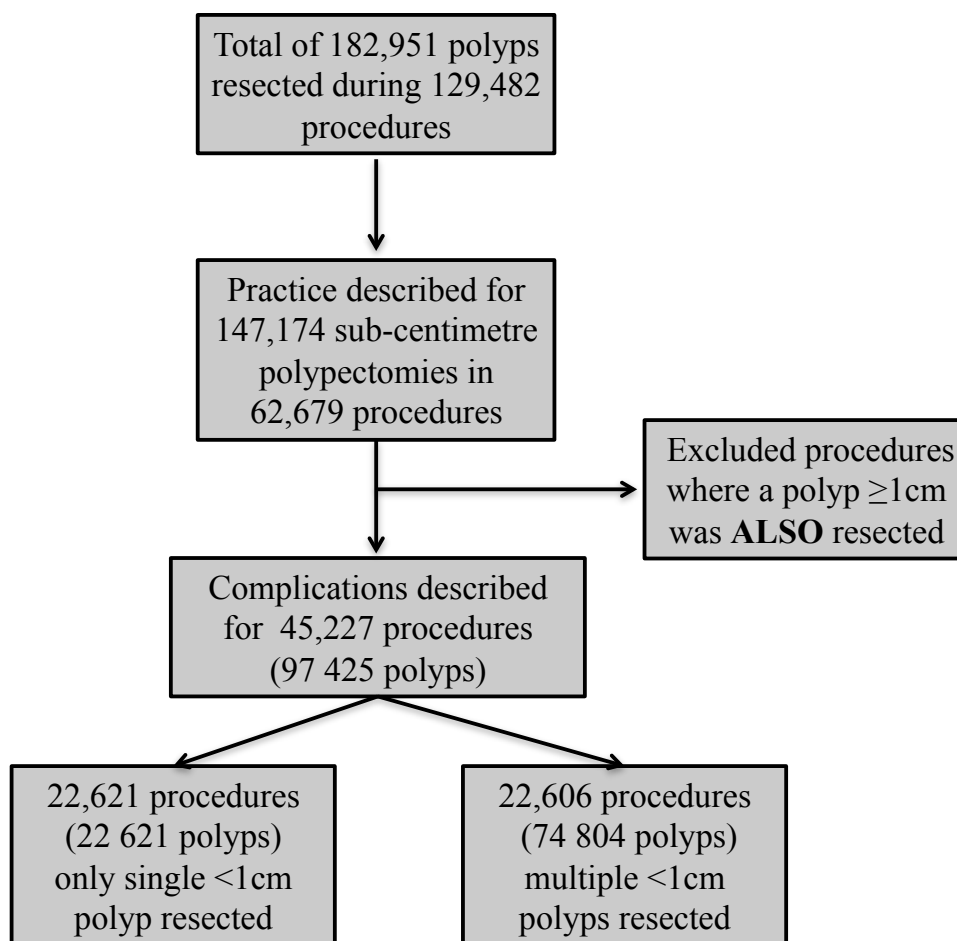 Total of 182,951 polyps
resected during 129,482
procedures
Practice described for
147,174 sub-centimetre
polypectomies in
62,679 procedures
Excluded procedures
where a polyp ≥1cm
was ALSO resected
Complications described
for 45,227 procedures
(97 425 polyps)
22,621 procedures
(22 621 polyps)
only single <1cm
polyp resected
22,606 procedures
(74 804 polyps)
multiple <1cm
polyps resected